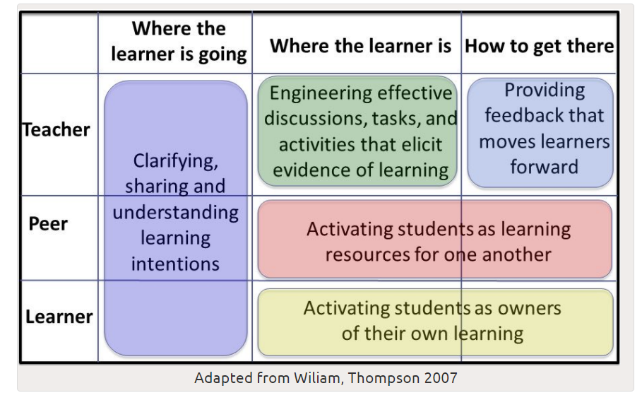 Where the
learner is going
Where the learner is
How to get there
Teacher
Clarifying,
sharing and
understanding
learning
intentions
Engineering effective
discussions, tasks, and
activities that elicit
evidence of learning
Providing
feedback that
moves learners
forward
Peer
Activating students as learning
resources for one another
Learner
Activating students as owners
of their own learning
Adapted from Wiliam, Thompson 2007